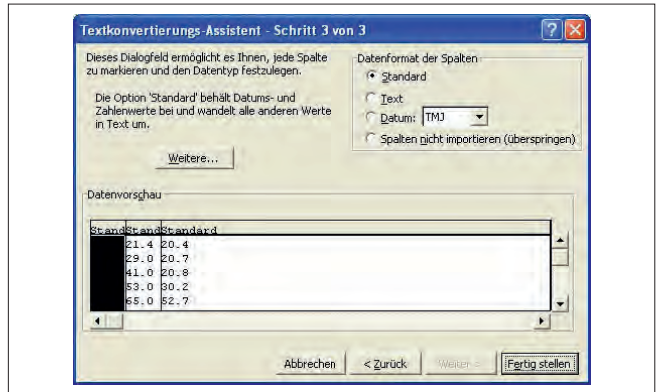 Textkonvertierungs-Assistent - Schritt 3 von 3
Dieses Dialogfeld ermöglicht es Ihnen, jede Spalte
zu markieren und den Datentyp festzulegen.
Die Option 'Standard' behält Datums- und
Zahlenwerte bei und wandelt alle anderen Werte
in Text um.
Weitere...
Datenformat der Spalten
Standard
Text
Datum: TMJ
Spalten nicht importieren (überspringen)
Datenvorschau
StandStandStandard
21.4 20.4
29.0 20.7
41.0 20.8
53.0 30.2
65.0 52.7
Abbrechen < Zurück Weiter > Fertig stellen